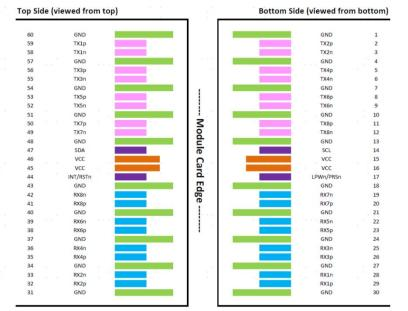 Top Side (viewed from top)
60 GND
59 TX1p
58 TX1n
57 GND
56 TX3p
55 TX3n
54 GND
53 TX5p
52 TX5n
51 GND
50 TX7p
49 TX7n
48 GND
47 SDA
46 VCC
45 VCC
44 INT/RSTn
43 GND
42 RX8n
41 RX8p
40 GND
39 RX6n
38 RX6p
37 GND
36 RX4n
35 RX4p
34 GND
33 RX2n
32 RX2p
31 GND
-------- Module Card Edge --------
Bottom Side (viewed from bottom)
GND 1
TX2p 2
TX2n 3
GND 4
TX4p 5
TX4n 6
GND 7
TX6p 8
TX6n 9
GND 10
TX8p 11
TX8n 12
GND 13
SCL 14
VCC 15
VCC 16
LPWn/PRSn 17
GND 18
RX7n 19
RX7p 20
GND 21
RX5n 22
RX5p 23
GND 24
RX3n 25
RX3p 26
GND 27
RX1n 28
RX1p 29
GND 30